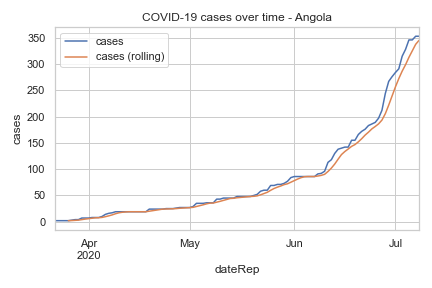 COVID-19 cases over time - Angola
cases
cases (rolling)
350
300
250
200
150
100
50
0
cases
Apr
2020
May
Jun
Jul
dateRep